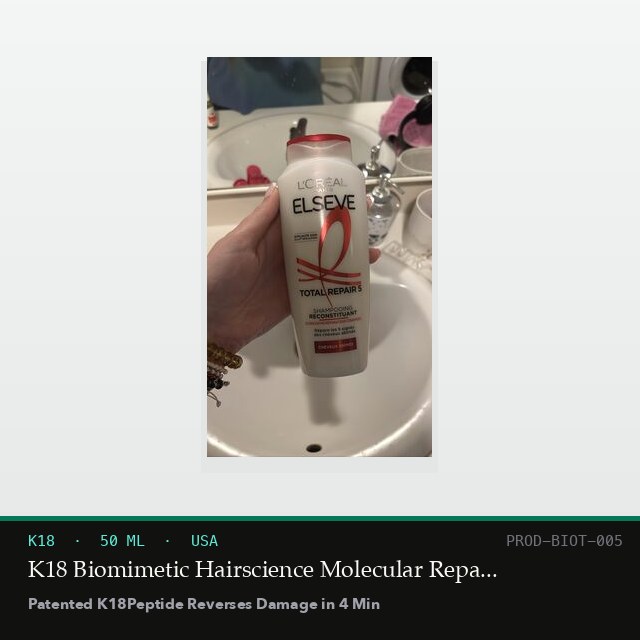 L'ORÉAL
ELSEVE
TOTAL REPAIR 5
SHAMPOOING
RECONSTITUANT
K18 · 50 ML · USA
PROD-BIOT-005
K18 Biomimetic Hairscience Molecular Repa...
Patented K18Peptide Reverses Damage in 4 Min